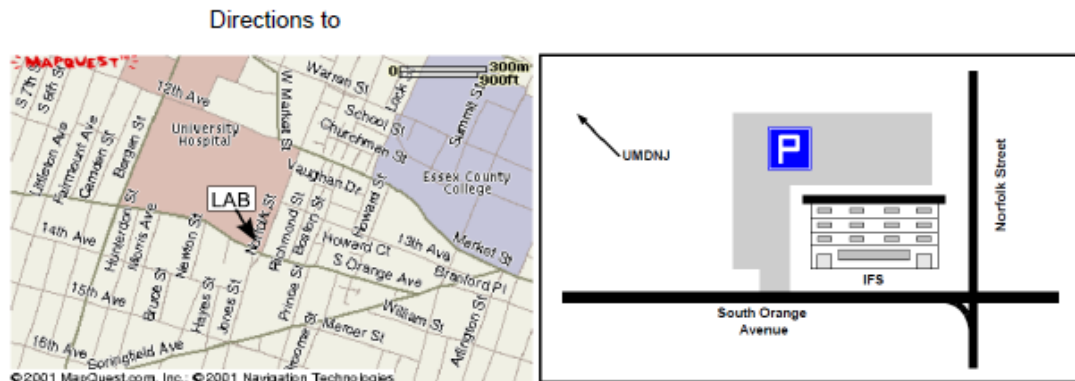 Directions to
MAPQUEST
300m
0
900ft
S 7th St
S 6th St
12th Ave
W Market St
Warren St
Lock St
School St
Summit St
Churchmen St
University
Hospital
Littleton Ave
Fairmount Ave
Camden St
Bergen St
Vaughan Dr
Essex County
College
LAB
Norfolk St
Richmond St
Boston St
Howard St
Howard Ct
13th Ave
Market St
14th Ave
Hunterdon St
Morris Ave
Newton St
S Orange Ave
Branford Pl
15th Ave
Bruce St
Hayes St
Jones St
Prince St
William St
Mercer St
Arlington St
16th Ave
Springfield Ave
©2001 MapQuest.com, Inc.; ©2001 Navigation Technologies
UMDNJ
P
Norfolk Street
IFS
South Orange
Avenue